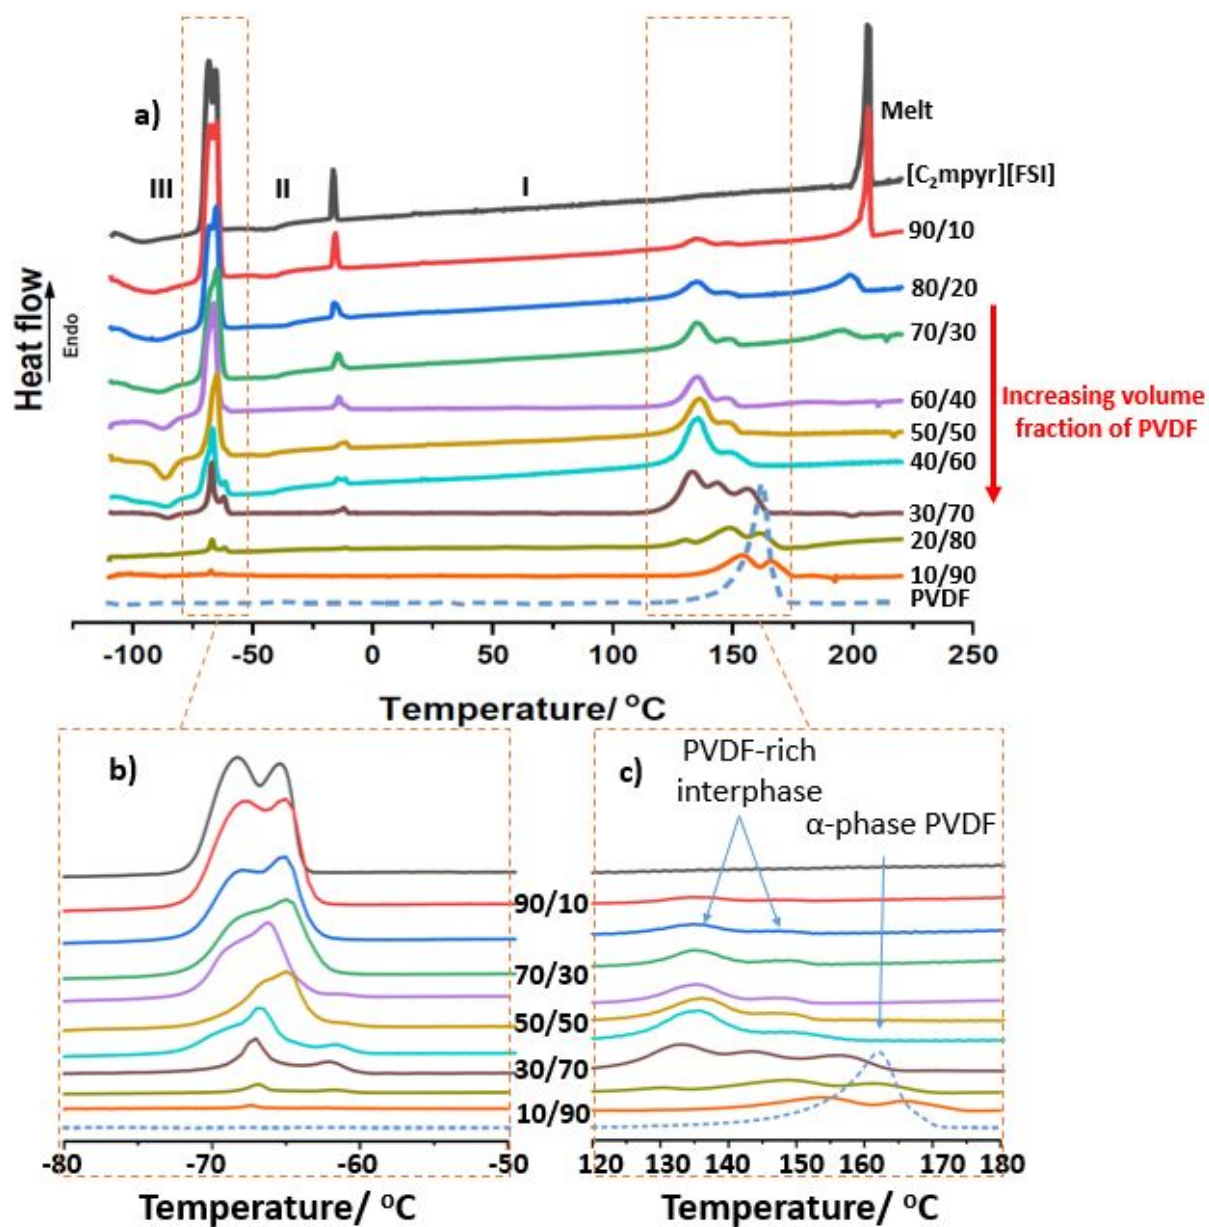 a)
Melt
III
II
I
[C₂mpyr][FSI]
90/10
80/20
70/30
60/40
50/50
40/60
30/70
20/80
10/90
PVDF
Heat flow
Endo
Increasing volume
fraction of PVDF
-100 -50 0 50 100 150 200 250
Temperature/ °C
b)
90/10
70/30
50/50
30/70
10/90
-80 -70 -60 -50
Temperature/ °C
c)
PVDF-rich
interphase
α-phase PVDF
120 130 140 150 160 170 180
Temperature/ °C